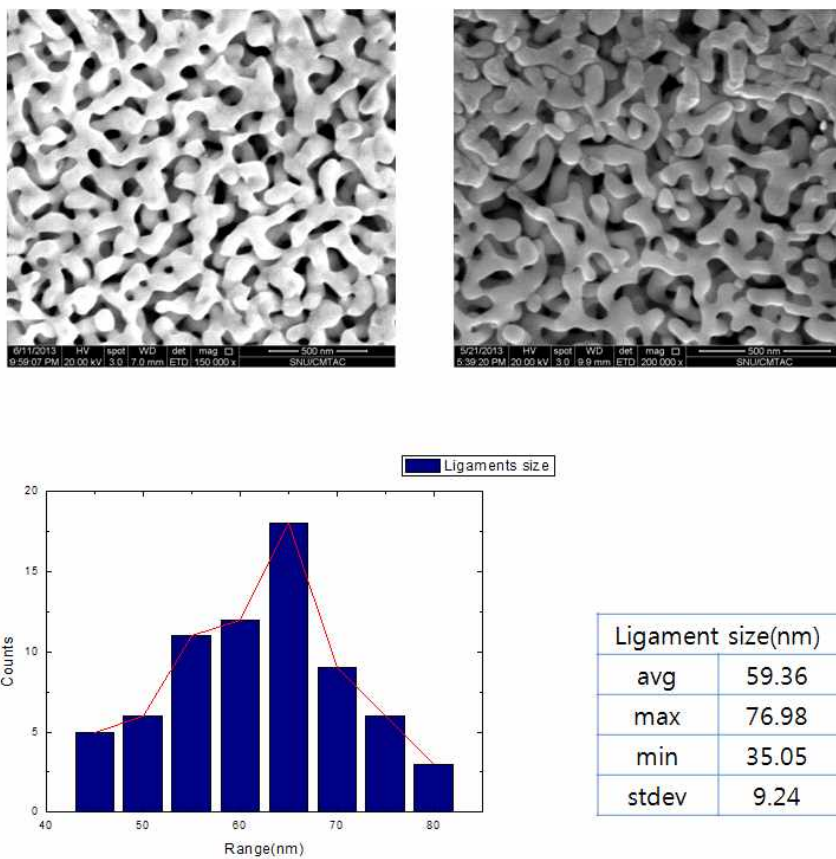 6/11/2013 HV spot WD det mag □ 500 nm
9:59:07 PM 20.00 kV 3.0 7.0 mm ETD 150 000 x SNU/CMTAC
5/21/2013 HV spot WD det mag □ 500 nm
5:39:20 PM 20.00 kV 3.0 9.9 mm ETD 200 000 x SNU/CMTAC
Ligaments size
20
15
10
5
0
Counts
40 50 60 70 80
Range(nm)
Ligament size(nm)
avg 59.36
max 76.98
min 35.05
stdev 9.24